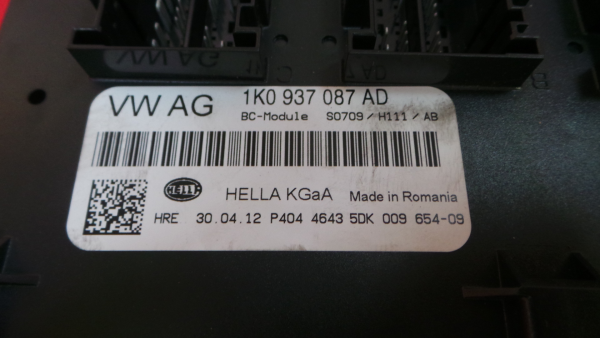 VW AG 1K0 937 087 AD
BC-Module S0709 / H111 / AB
HELLA HELLA KGaA Made in Romania
HRE 30.04.12 P404 4643 5DK 009 654-09
B